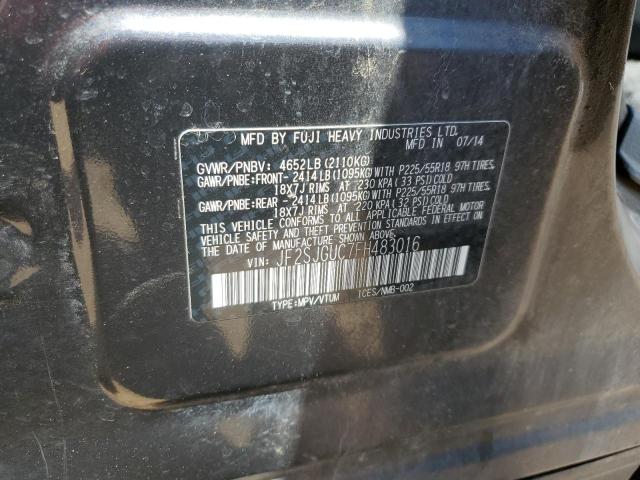 MFD BY FUJI HEAVY INDUSTRIES LTD.
MFD IN 07/14
GVWR/PNBV: 4652LB(2110KG)
GAWR/PNBE:FRONT- 2414LB(1095KG)WITH P225/55R18 97H TIRES.
18X7J RIMS AT 230 KPA(33 PSI)COLD
GAWR/PNBE:REAR - 2414LB(1095KG)WITH P225/55R18 97H TIRES.
18X7J RIMS AT 220 KPA(32 PSI)COLD
THIS VEHICLE CONFORMS TO ALL APPLICABLE
FEDERAL MOTOR VEHICLE SAFETY, BUMPER, AND THEFT
PREVENTION STANDARDS IN EFFECT ON THE DATE OF
MANUFACTURE SHOWN ABOVE.
VIN: JF2SJGUC7FH483016
TYPE:MPV/VTUM ICES/NMB-002